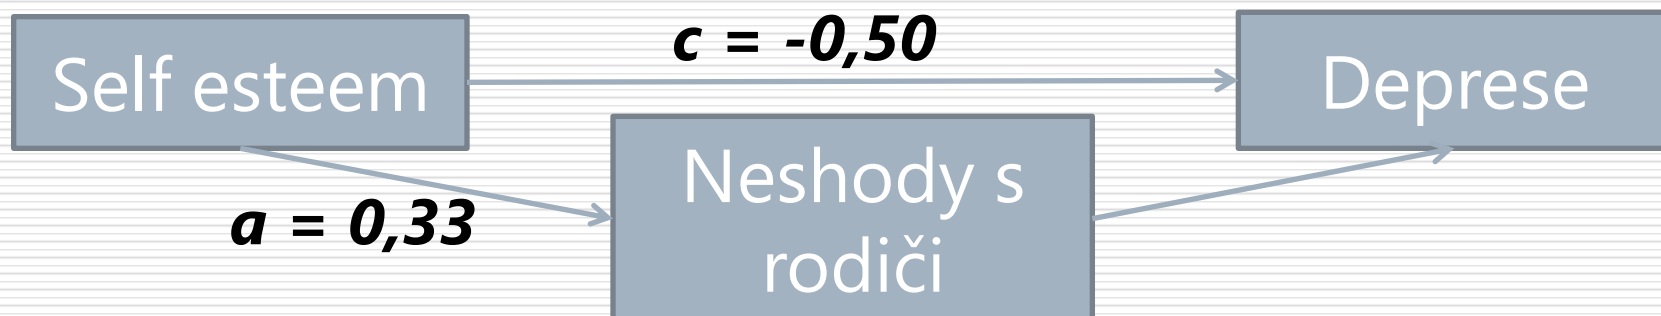 Self esteem
c = -0,50
Deprese
a = 0,33
Neshody s
rodiči